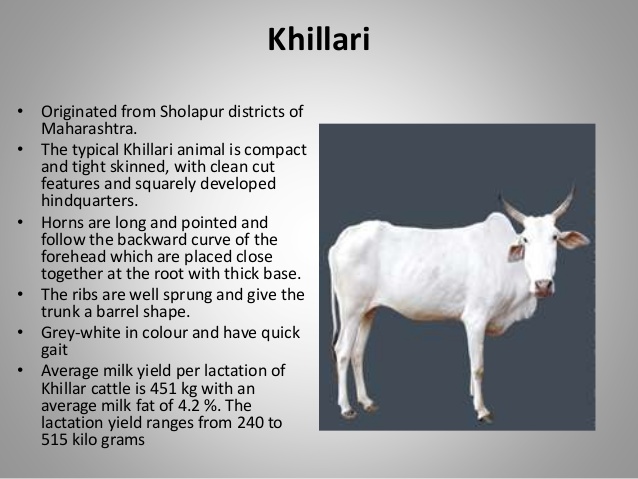 Khillari
• Originated from Sholapur districts of
Maharashtra.
• The typical Khillari animal is compact
and tight skinned, with clean cut
features and squarely developed
hindquarters.
• Horns are long and pointed and
follow the backward curve of the
forehead which are placed close
together at the root with thick base.
• The ribs are well sprung and give the
trunk a barrel shape.
• Grey-white in colour and have quick
gait
• Average milk yield per lactation of
Khillar cattle is 451 kg with an
average milk fat of 4.2 %. The
lactation yield ranges from 240 to
515 kilo grams